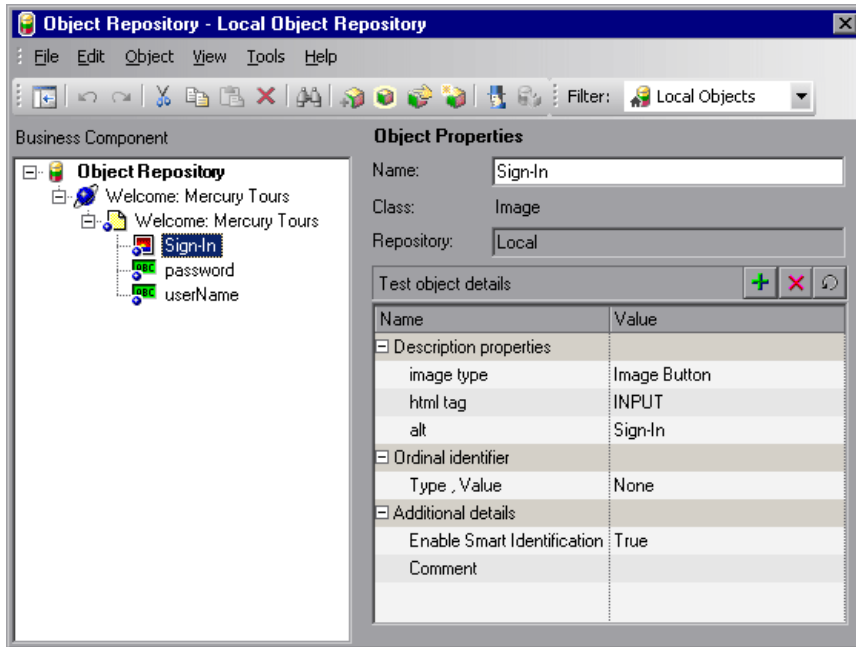 Object Repository - Local Object Repository
File Edit Object View Tools Help
Filter: Local Objects
Business Component
Object Repository
Welcome: Mercury Tours
Welcome: Mercury Tours
Sign-In
ABC password
ABC userName
Object Properties
Name: Sign-In
Class: Image
Repository: Local
Test object details
Name Value
Description properties
image type Image Button
html tag INPUT
alt Sign-In
Ordinal identifier
Type , Value None
Additional details
Enable Smart Identification True
Comment